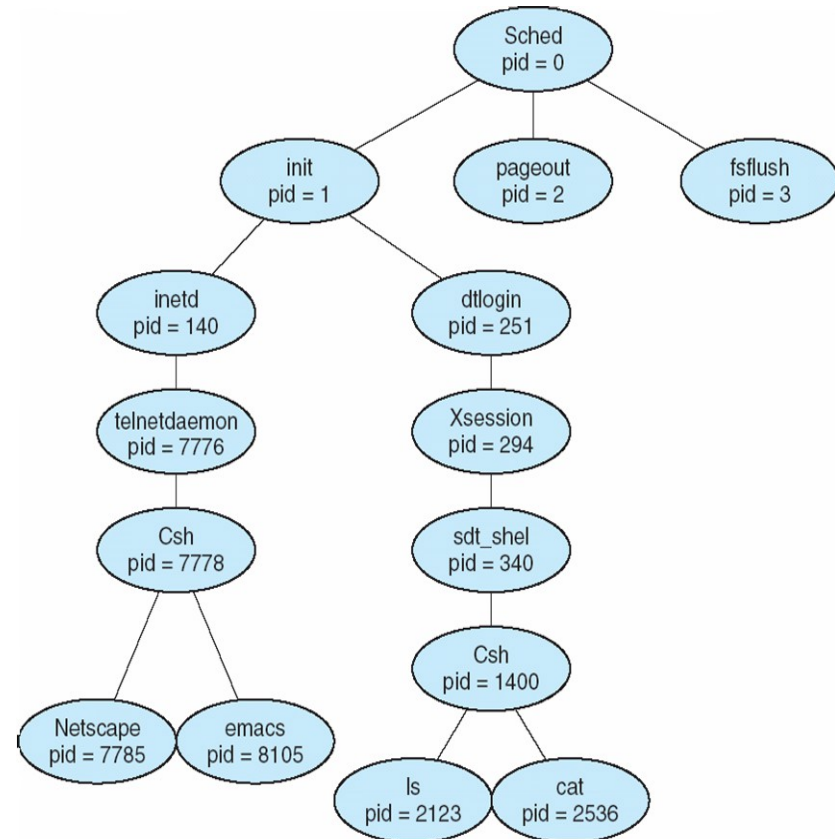 Sched
pid = 0
init
pid = 1
pageout
pid = 2
fsflush
pid = 3
inetd
pid = 140
dtlogin
pid = 251
telnetdaemon
pid = 7776
Xsession
pid = 294
Csh
pid = 7778
sdt_shel
pid = 340
Csh
pid = 1400
Netscape
pid = 7785
emacs
pid = 8105
ls
pid = 2123
cat
pid = 2536